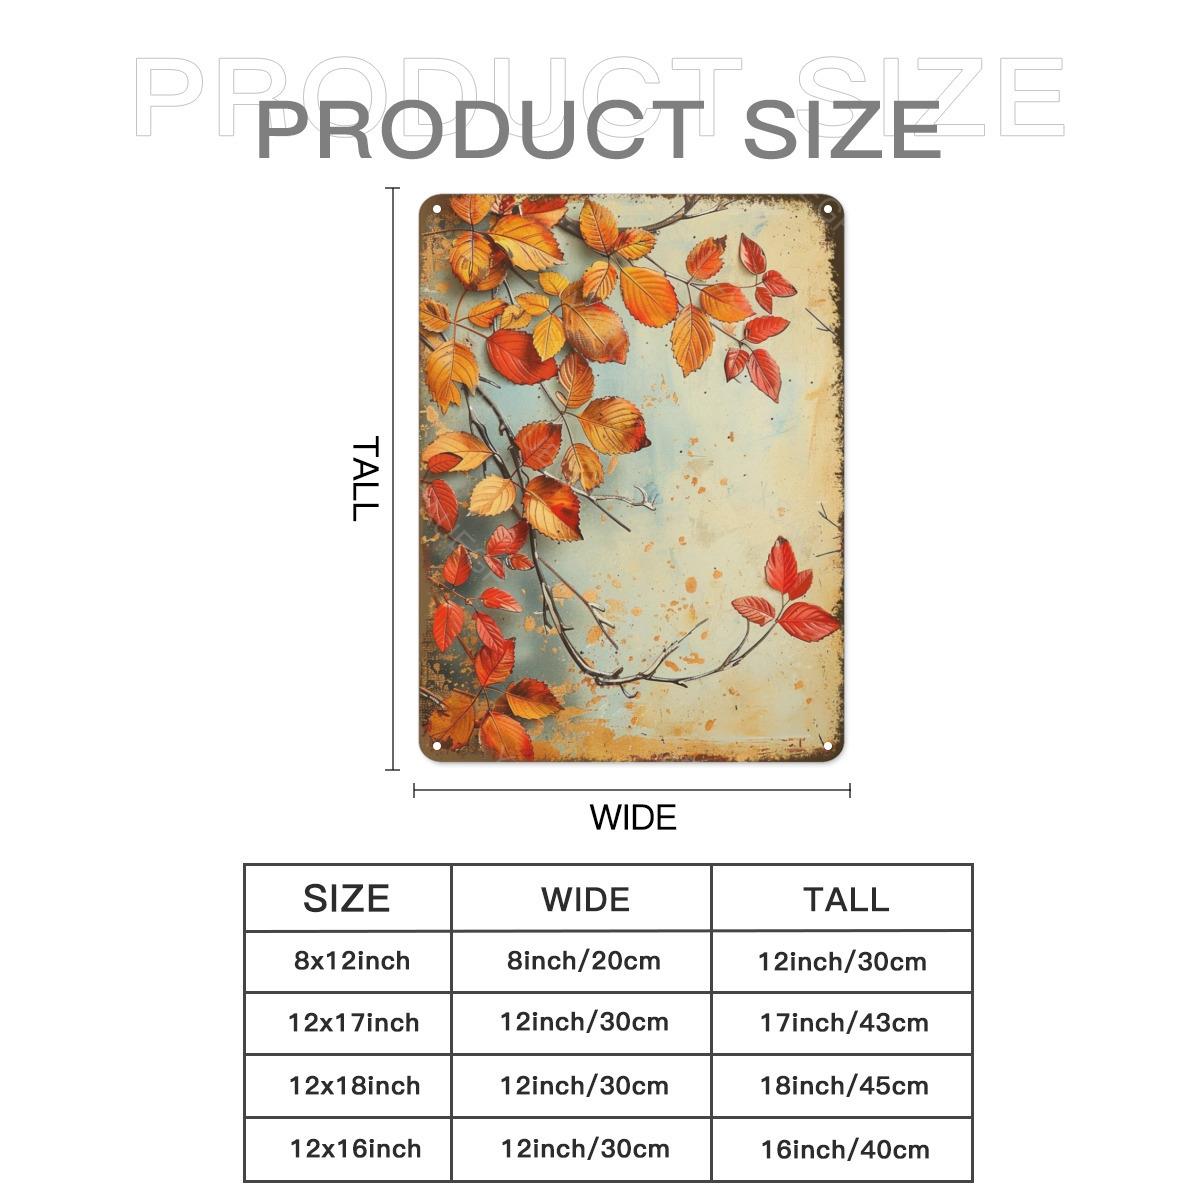 PRODUCT SIZE
PRODUCT SIZE
TALL
WIDE
SIZE WIDE TALL
8x12inch 8inch/20cm 12inch/30cm
12x17inch 12inch/30cm 17inch/43cm
12x18inch 12inch/30cm 18inch/45cm
12x16inch 12inch/30cm 16inch/40cm